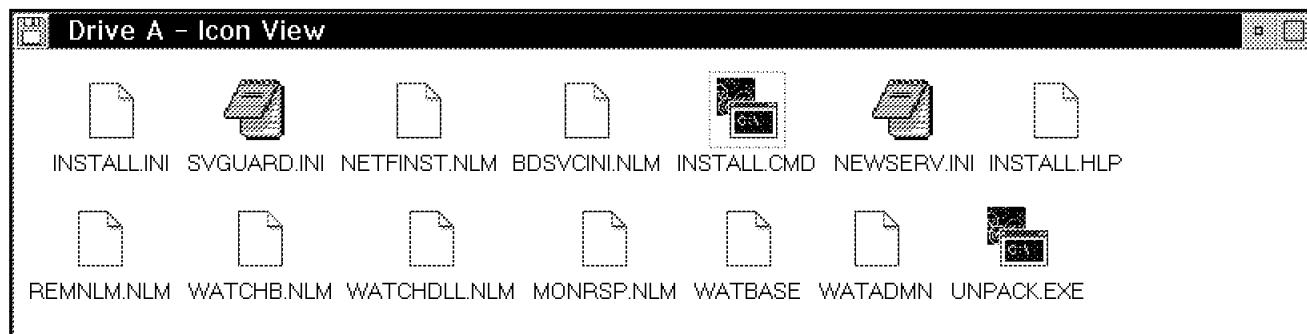 Drive A - Icon View
INSTALL.INI SVGUARD.INI NETFINST.NLM BDSVCINI.NLM INSTALL.CMD NEWSERV.INI INSTALL.HLP
REMNLM.NLM WATCHB.NLM WATCHDLL.NLM MONRSP.NLM WATBASE WATADMN UNPACK.EXE